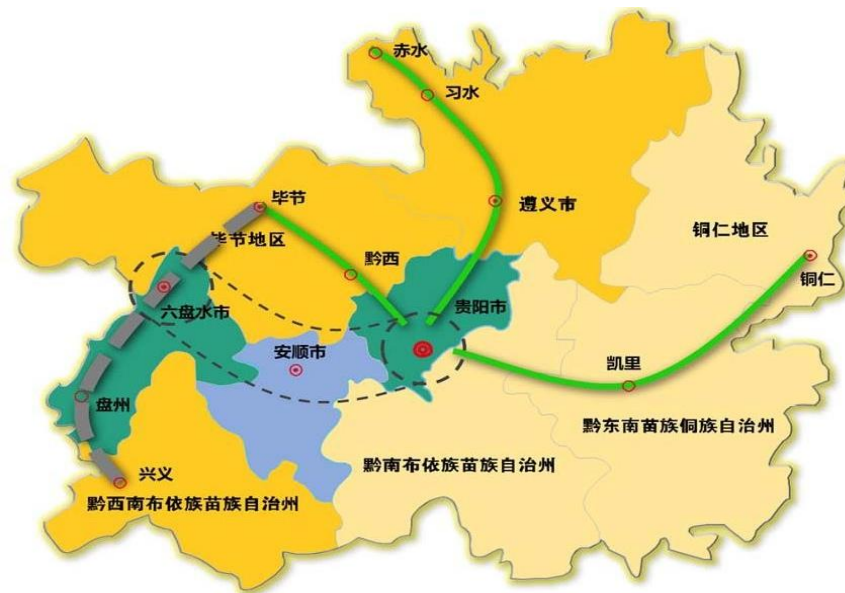 赤水
习水
毕节
遵义市
铜仁地区
毕节地区
黔西
铜仁
六盘水市
贵阳市
安顺市
凯里
盘州
黔东南苗族侗族自治州
黔南布依族苗族自治州
兴义
黔西南布依族苗族自治州